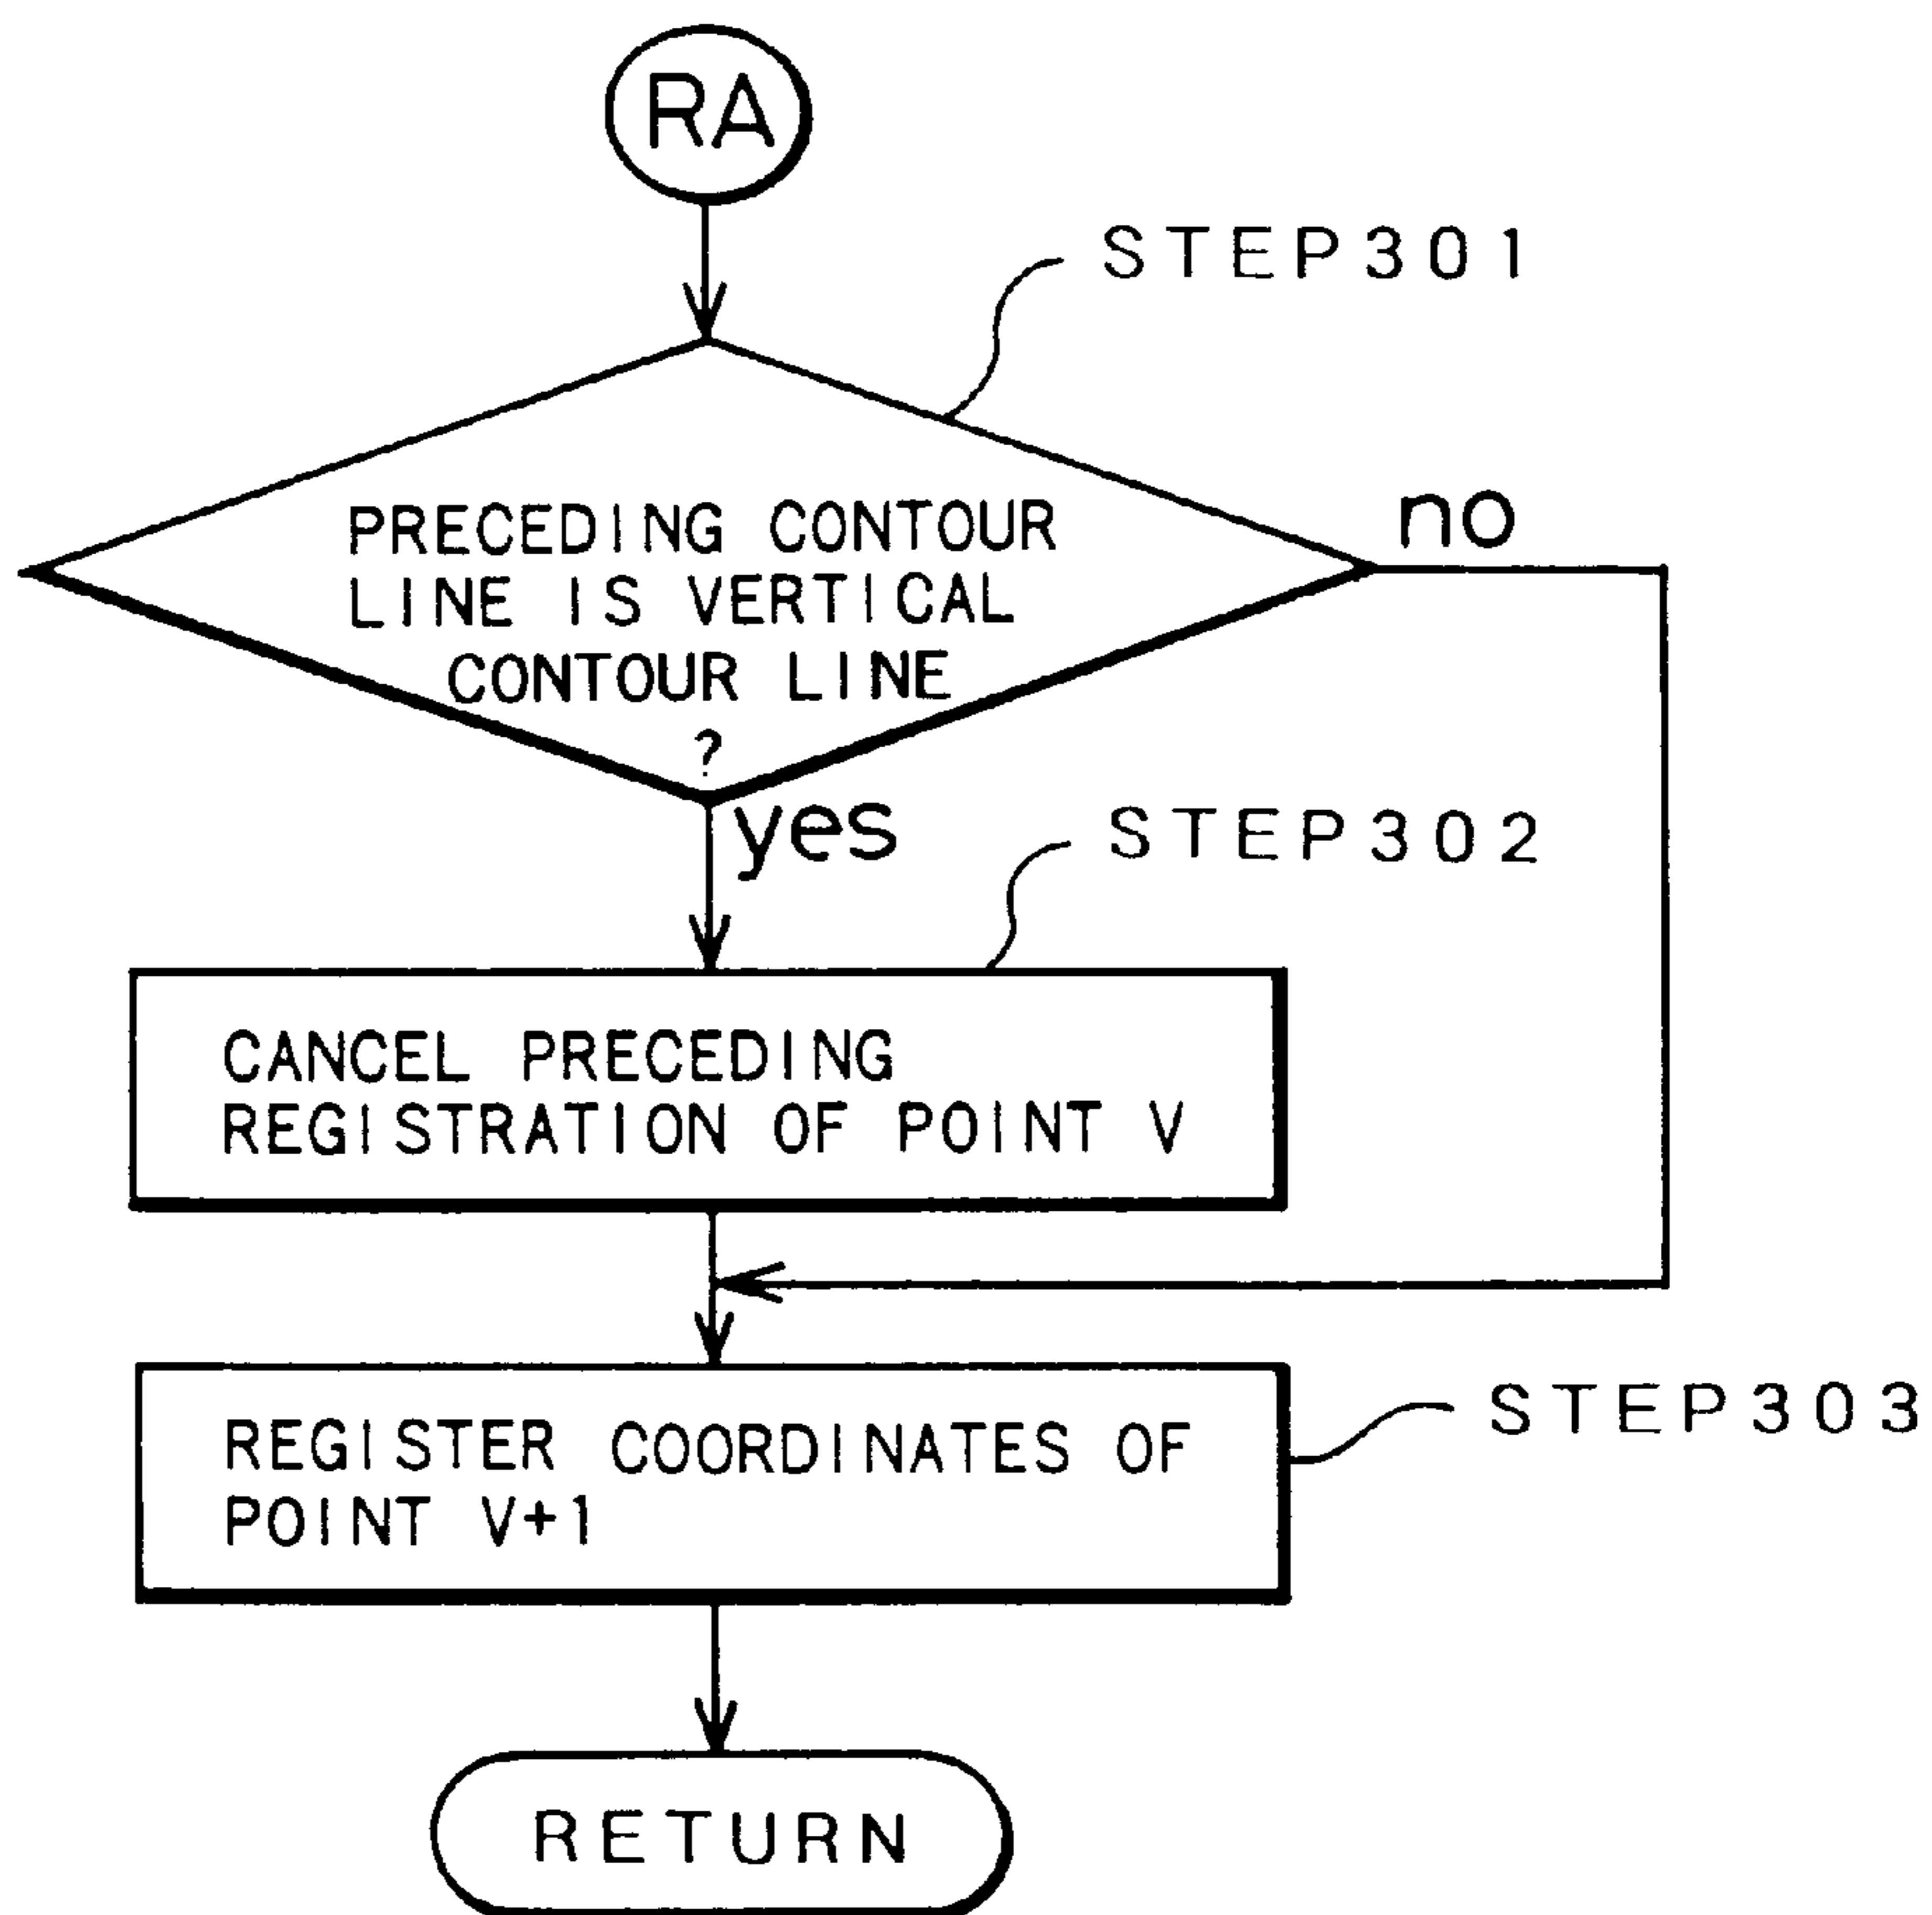 RA
STEP301
PRECEDING CONTOUR
LINE IS VERTICAL
CONTOUR LINE
?
no
yes
STEP302
CANCEL PRECEDING
REGISTRATION OF POINT V
REGISTER COORDINATES OF
POINT V+1
STEP303
RETURN